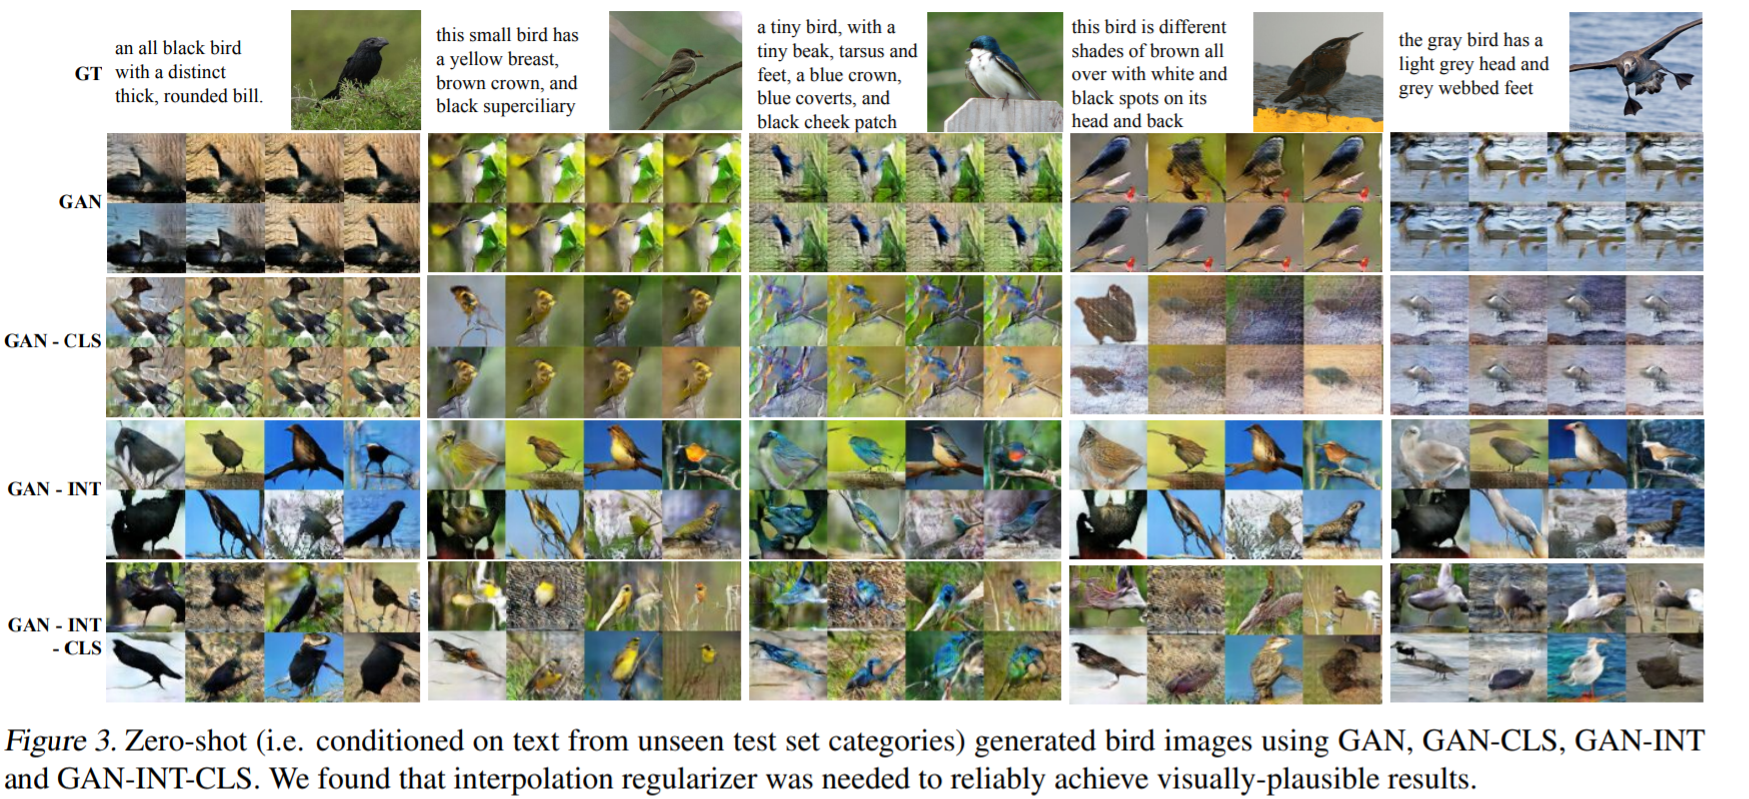 GT
an all black bird
with a distinct
thick, rounded bill.
this small bird has
a yellow breast,
brown crown, and
black superciliary
a tiny bird, with a
tiny beak, tarsus and
feet, a blue crown,
blue coverts, and
black cheek patch
this bird is different
shades of brown all
over with white and
black spots on its
head and back
the gray bird has a
light grey head and
grey webbed feet
GAN
GAN - CLS
GAN - INT
GAN - INT
- CLS
Figure 3. Zero-shot (i.e. conditioned on text from unseen test set categories) generated bird images using GAN, GAN-CLS, GAN-INT
and GAN-INT-CLS. We found that interpolation regularizer was needed to reliably achieve visually-plausible results.